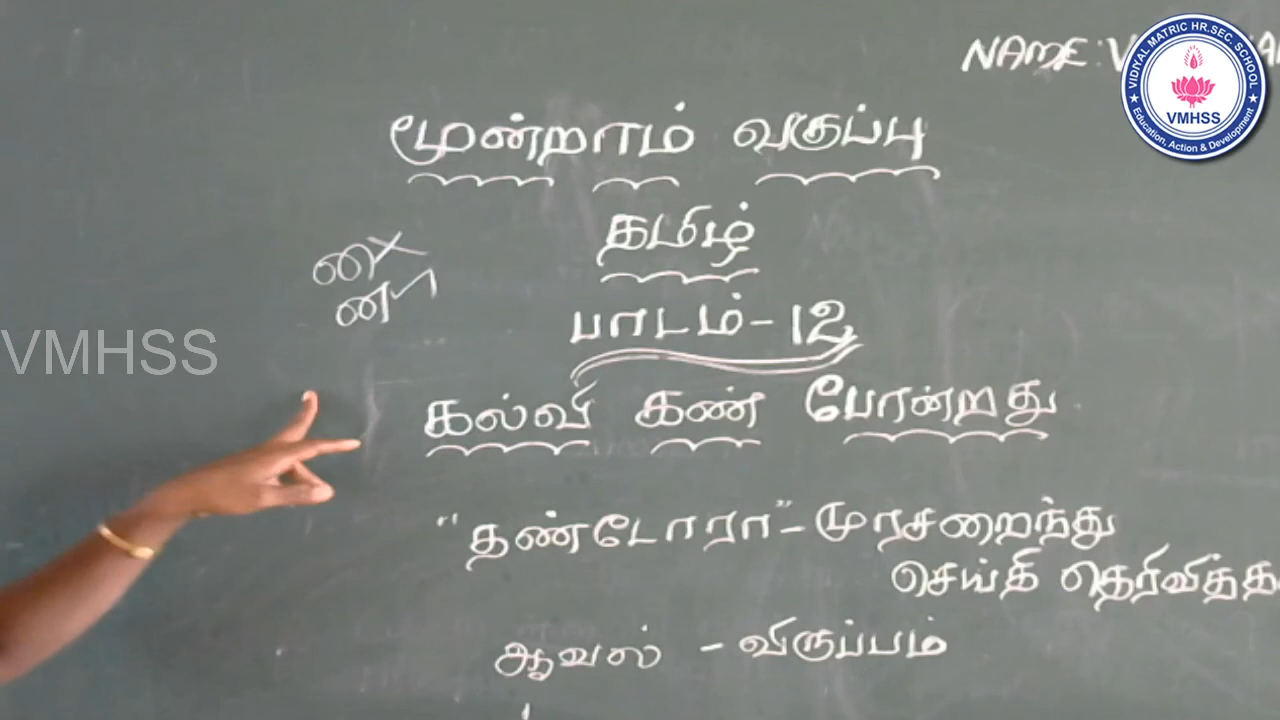 NAME:
VIDIYAL MATRIC HR.SEC. SCHOOL
VMHSS
Education, Action & Development
மூன்றாம் வகுப்பு
தமிழ்
பாடம்-12
VMHSS
கல்வி கண் போன்றது
"தண்டோரா" - முரசறைந்து
செய்தி தெரிவித்த
ஆவல் - விருப்பம்